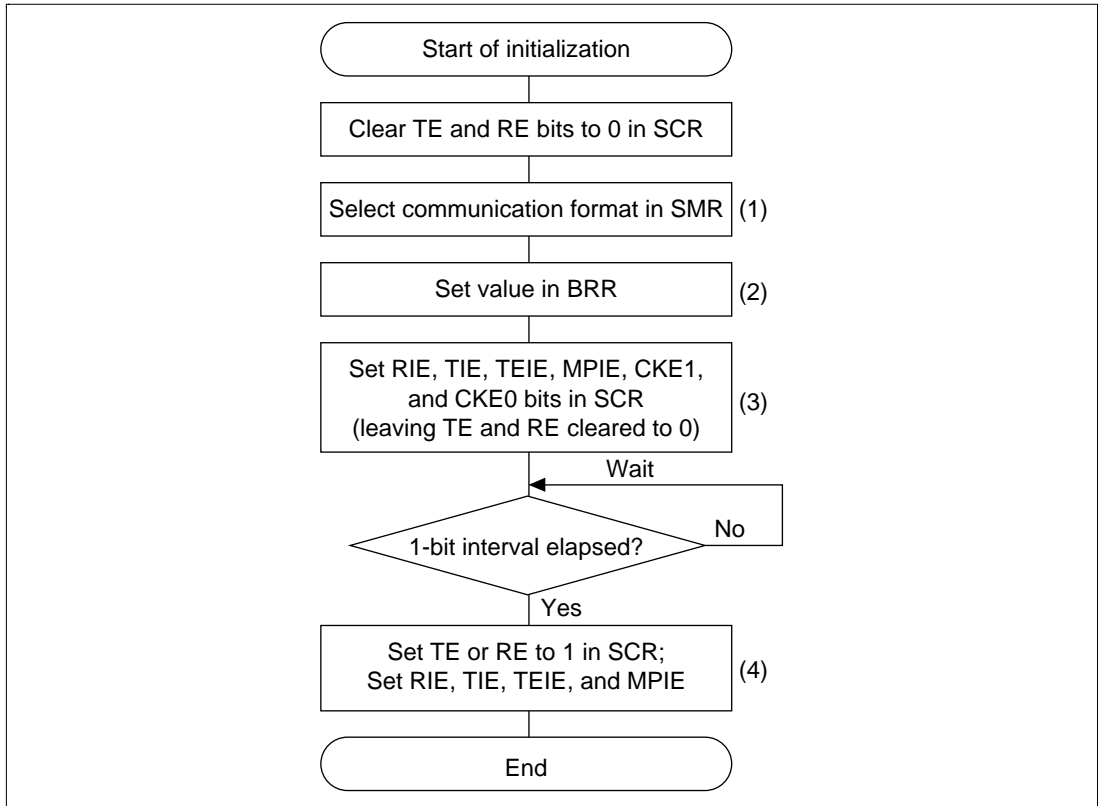 Start of initialization
Clear TE and RE bits to 0 in SCR
Select communication format in SMR (1)
Set value in BRR (2)
Set RIE, TIE, TEIE, MPIE, CKE1,
and CKE0 bits in SCR (3)
(leaving TE and RE cleared to 0)
Wait
1-bit interval elapsed? No
Yes
Set TE or RE to 1 in SCR;
Set RIE, TIE, TEIE, and MPIE (4)
End